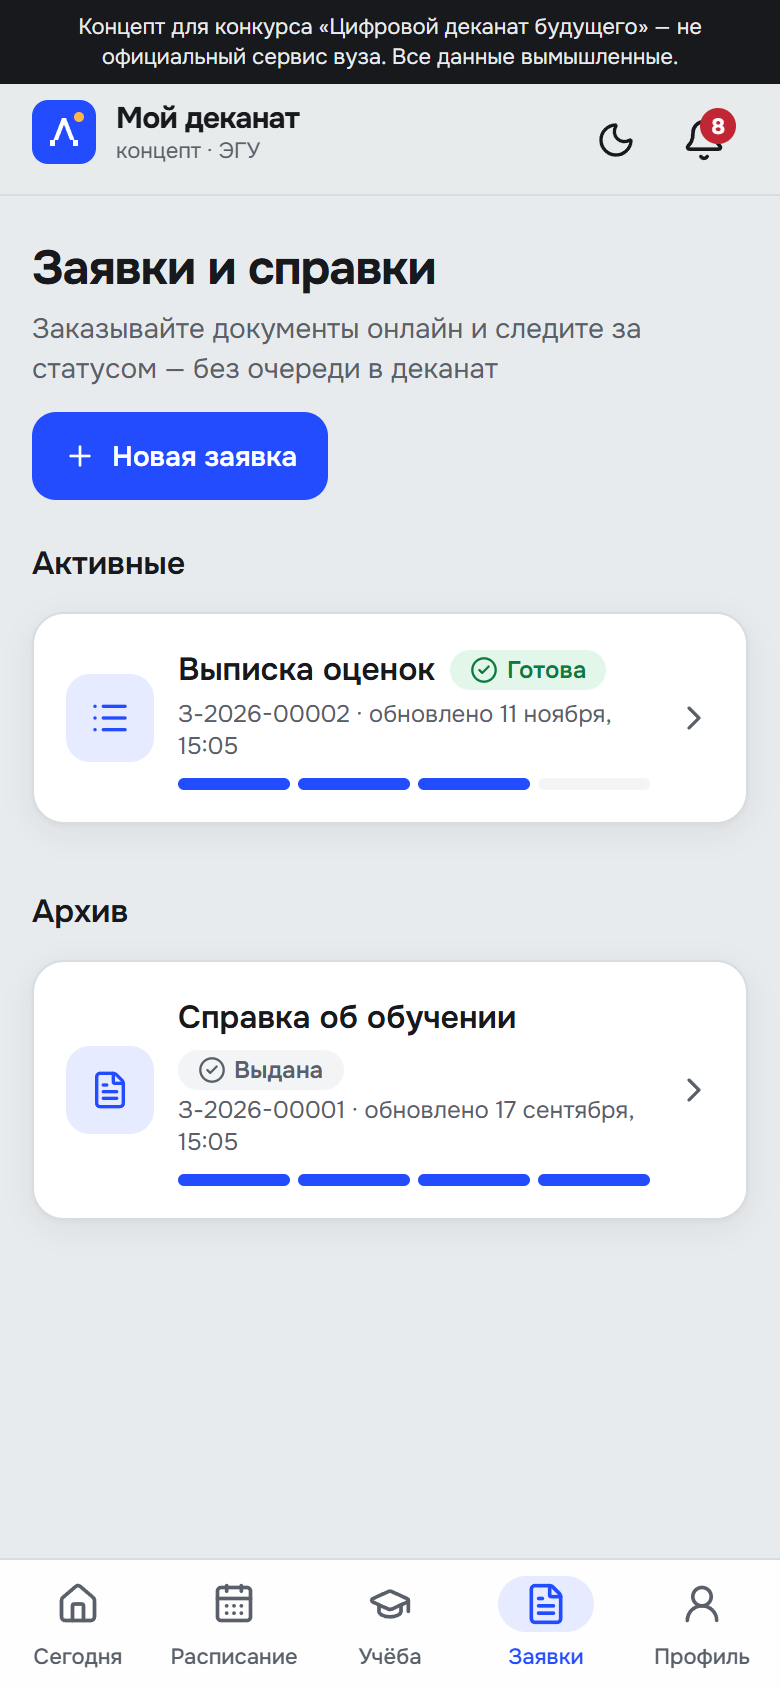 Концепт для конкурса «Цифровой деканат будущего» — не
официальный сервис вуза. Все данные вымышленные.
Мой деканат
концепт · ЭГУ
8
Заявки и справки
Заказывайте документы онлайн и следите за
статусом — без очереди в деканат
Новая заявка
Активные
Выписка оценок
Готова
З-2026-00002 · обновлено 11 ноября,
15:05
Архив
Справка об обучении
Выдана
З-2026-00001 · обновлено 17 сентября,
15:05
Сегодня
Расписание
Учёба
Заявки
Профиль